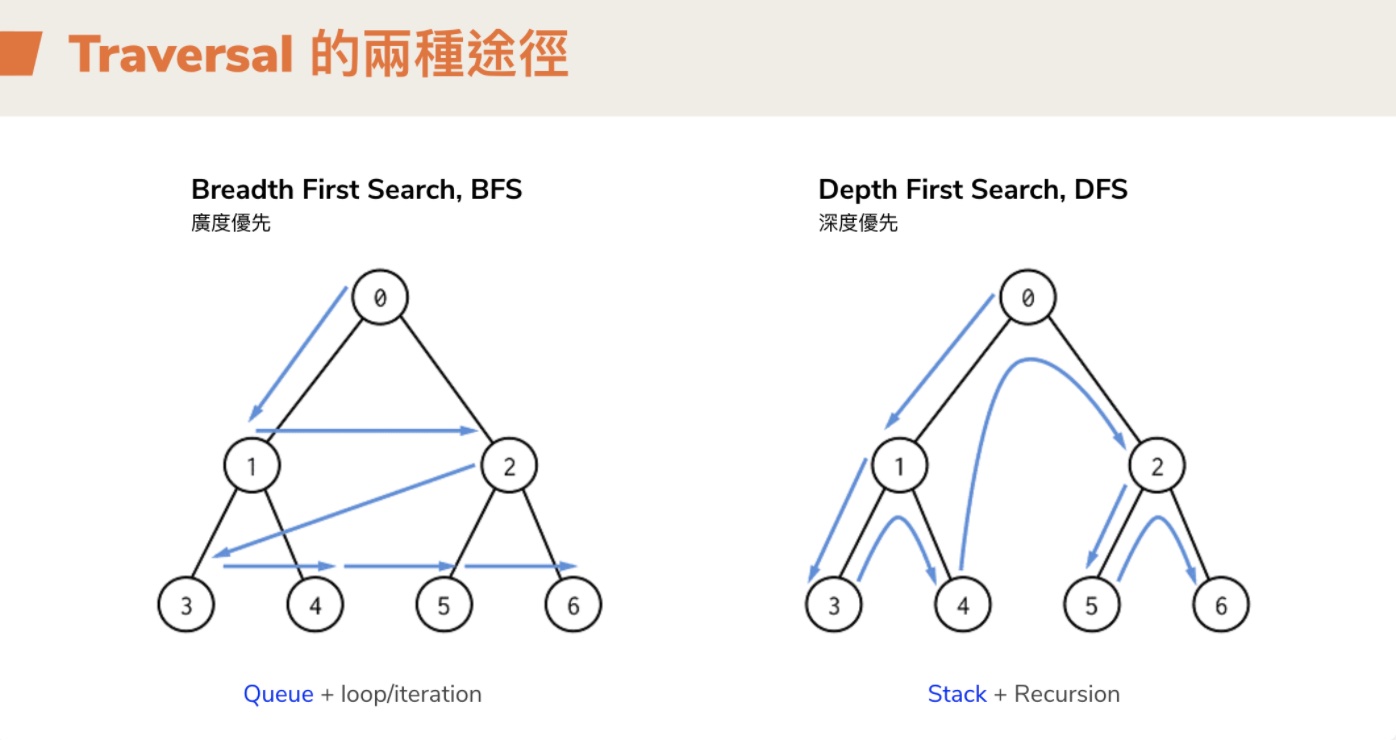 Traversal 的兩種途徑
Breadth First Search, BFS
廣度優先
0
1
2
3
4
5
6
Queue + loop/iteration
Depth First Search, DFS
深度優先
0
1
2
3
4
5
6
Stack + Recursion